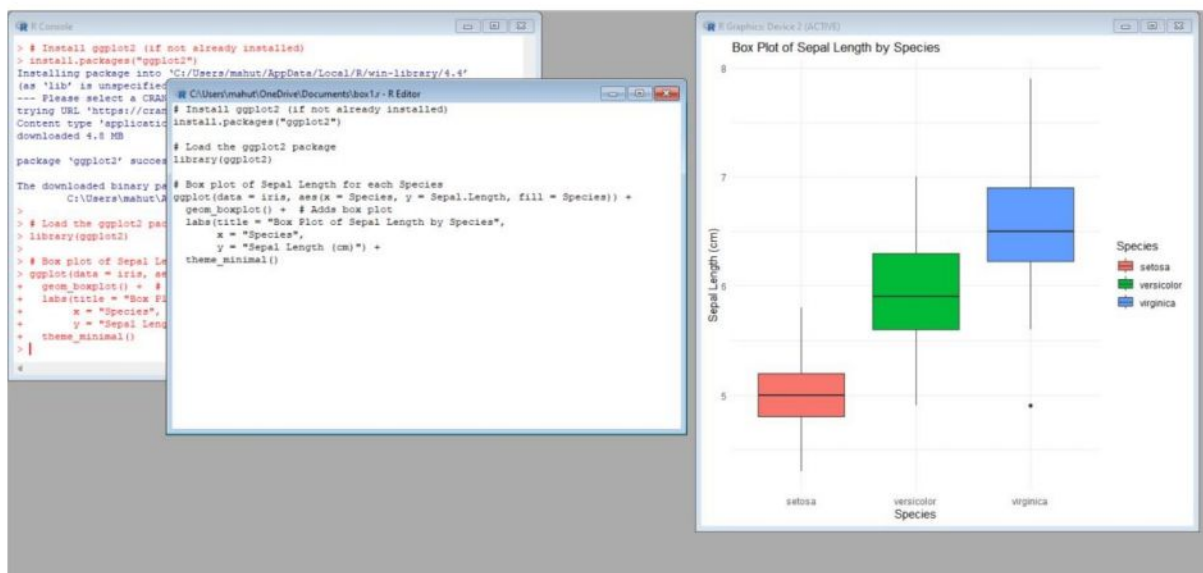 R Console
> # Install ggplot2 (if not already installed)
> install.packages("ggplot2")
Installing package into 'C:/Users/mahut/AppData/Local/R/win-library/4.4'
(as 'lib' is unspecified
--- Please select a CRAN
trying URL 'https://cran
Content type 'applicatio
downloaded 4.8 MB
package 'ggplot2' succes
The downloaded binary pa
C:\Users\mahut\A
>
> # Load the ggplot2 pac
> library(ggplot2)
>
> # Box plot of Sepal Le
> ggplot(data = iris, aes
+   geom_boxplot() +  #
+   labs(title = "Box Pl
+        x = "Species",
+        y = "Sepal Leng
+   theme_minimal()
>
C:\Users\mahut\OneDrive\Documents\box1.r - R Editor
# Install ggplot2 (if not already installed)
install.packages("ggplot2")
# Load the ggplot2 package
library(ggplot2)
# Box plot of Sepal Length for each Species
ggplot(data = iris, aes(x = Species, y = Sepal.Length, fill = Species)) +
  geom_boxplot() +  # Adds box plot
  labs(title = "Box Plot of Sepal Length by Species",
       x = "Species",
       y = "Sepal Length (cm)") +
  theme_minimal()
R Graphics: Device 2 (ACTIVE)
Box Plot of Sepal Length by Species
8
7
6
5
Sepal Length (cm)
setosa
versicolor
virginica
Species
Species
setosa
versicolor
virginica